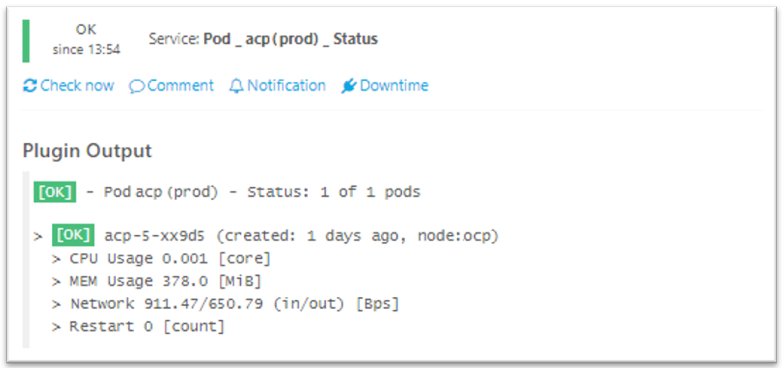 OK
since 13:54
Service: Pod _ acp (prod) _ Status
Check now Comment Notification Downtime
Plugin Output
[OK] - Pod acp (prod) - Status: 1 of 1 pods
> [OK] acp-5-xx9d5 (created: 1 days ago, node:ocp)
> CPU Usage 0.001 [core]
> MEM Usage 378.0 [MiB]
> Network 911.47/650.79 (in/out) [Bps]
> Restart 0 [count]